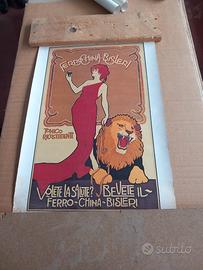 FERRO-CHINA-BISLERI
TONICO
RICOSTITUENTE
VOLETE LA SALUTE? BEVETE IL
FERRO-CHINA-BISLERI
subito